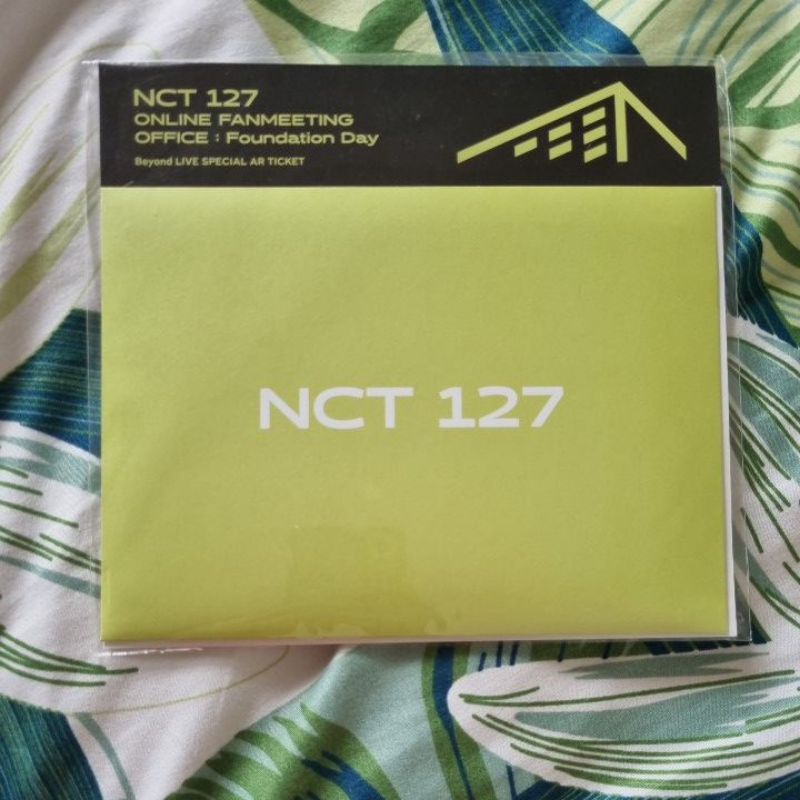 NCT 127
ONLINE FANMEETING
OFFICE : Foundation Day
Beyond LIVE SPECIAL AR TICKET
NCT 127